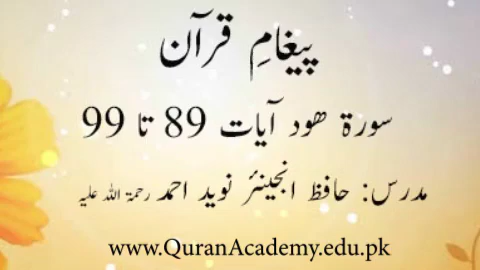 پیغامِ قرآن
سورۃ ھود آیات 89 تا 99
مدرس: حافظ انجینئر نوید احمد رحمۃ اللہ علیہ
www.QuranAcademy.edu.pk